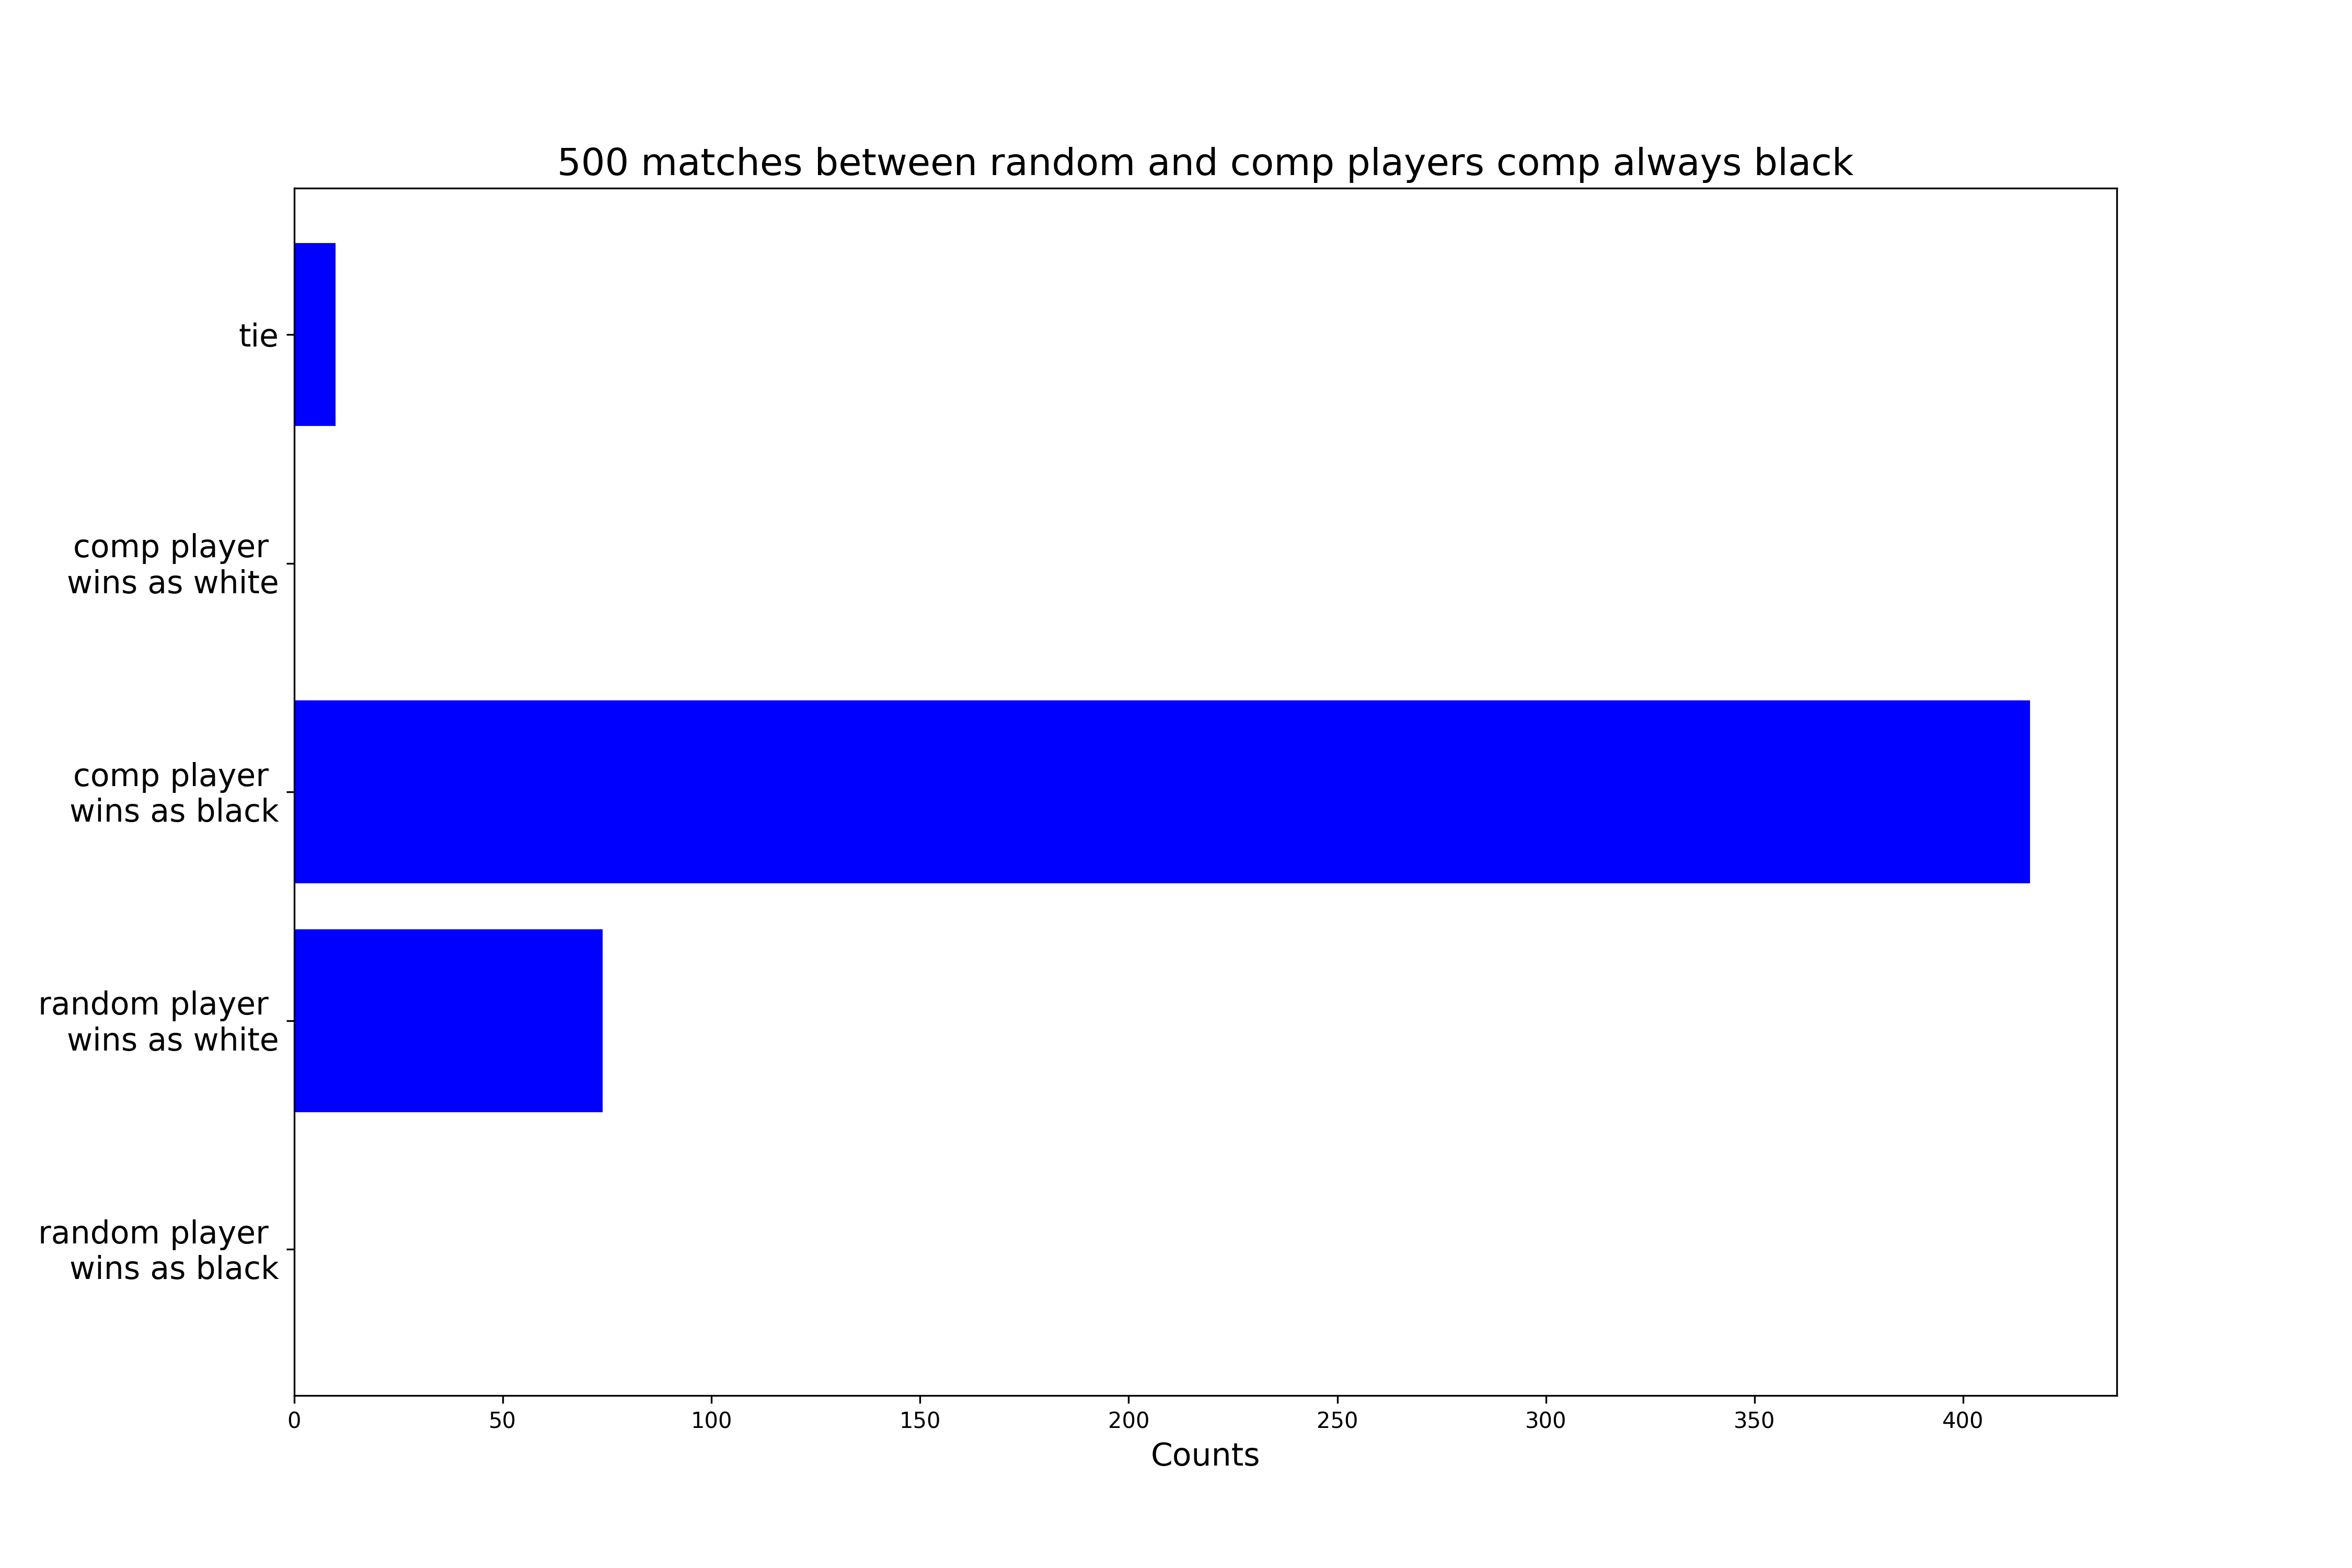 500 matches between random and comp players comp always black
tie
comp player
wins as white
comp player
wins as black
random player
wins as white
random player
wins as black
0 50 100 150 200 250 300 350 400
Counts